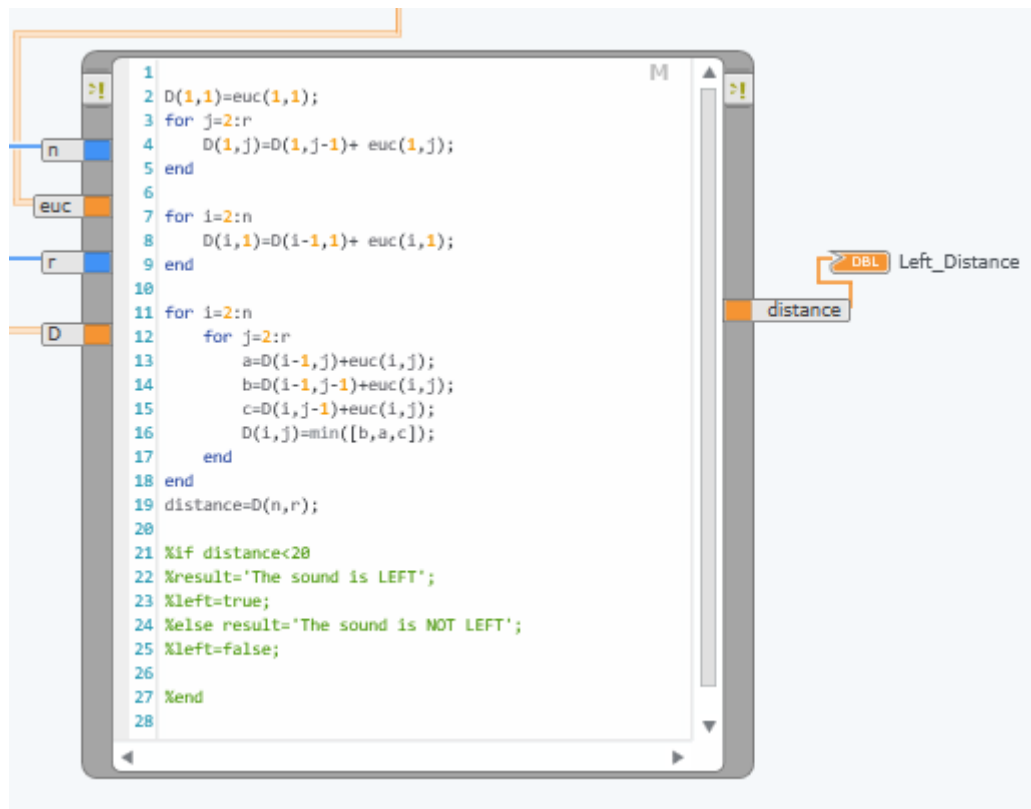 M
1
2 D(1,1)=euc(1,1);
3 for j=2:r
4     D(1,j)=D(1,j-1)+ euc(1,j);
5 end
6
7 for i=2:n
8     D(i,1)=D(i-1,1)+ euc(i,1);
9 end
10
11 for i=2:n
12     for j=2:r
13         a=D(i-1,j)+euc(i,j);
14         b=D(i-1,j-1)+euc(i,j);
15         c=D(i,j-1)+euc(i,j);
16         D(i,j)=min([b,a,c]);
17     end
18 end
19 distance=D(n,r);
20
21 %if distance<20
22 %result='The sound is LEFT';
23 %left=true;
24 %else result='The sound is NOT LEFT';
25 %left=false;
26
27 %end
28
n
euc
r
D
distance
DBL Left_Distance